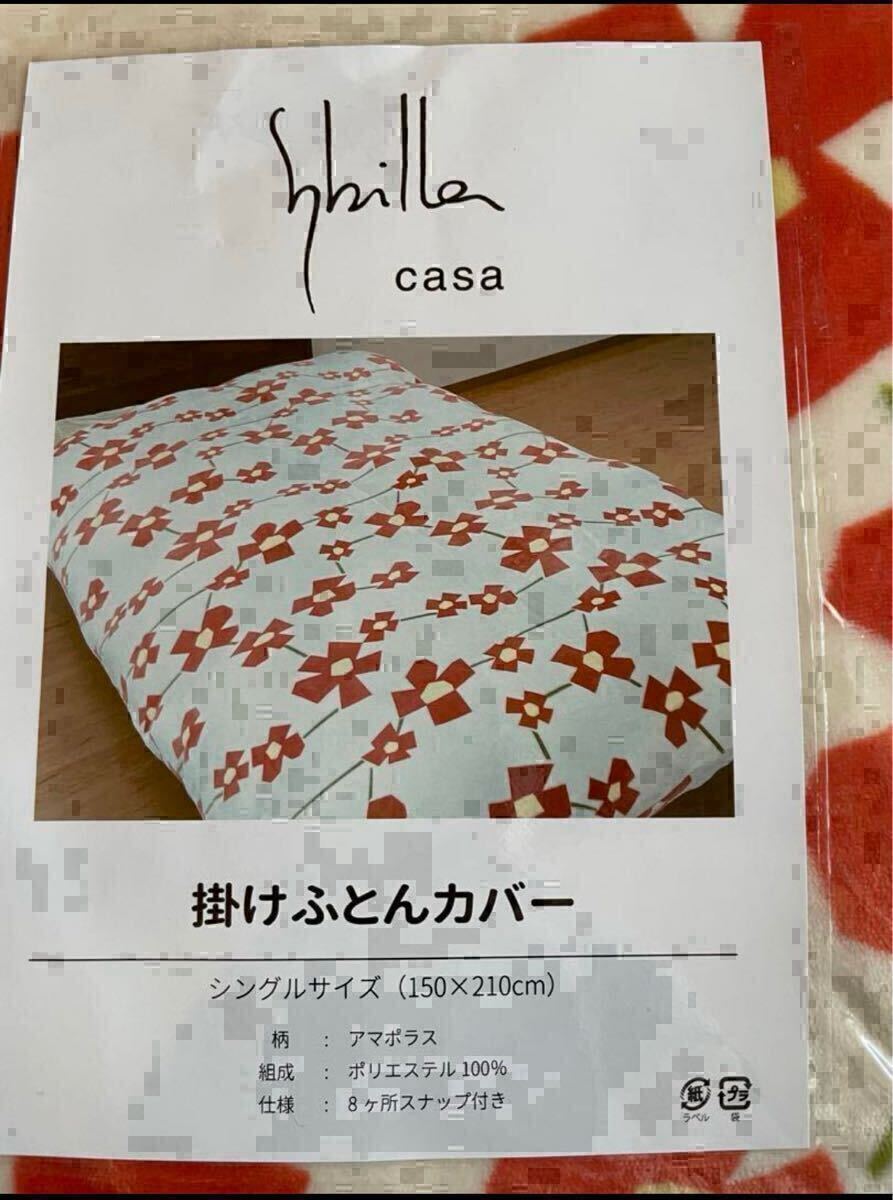 Sybilla
casa
掛けふとんカバー
シングルサイズ（150×210cm）
柄 : アマポラス
組成 : ポリエステル100%
仕様 : 8ヶ所スナップ付き
紙 プラ
ラベル 袋